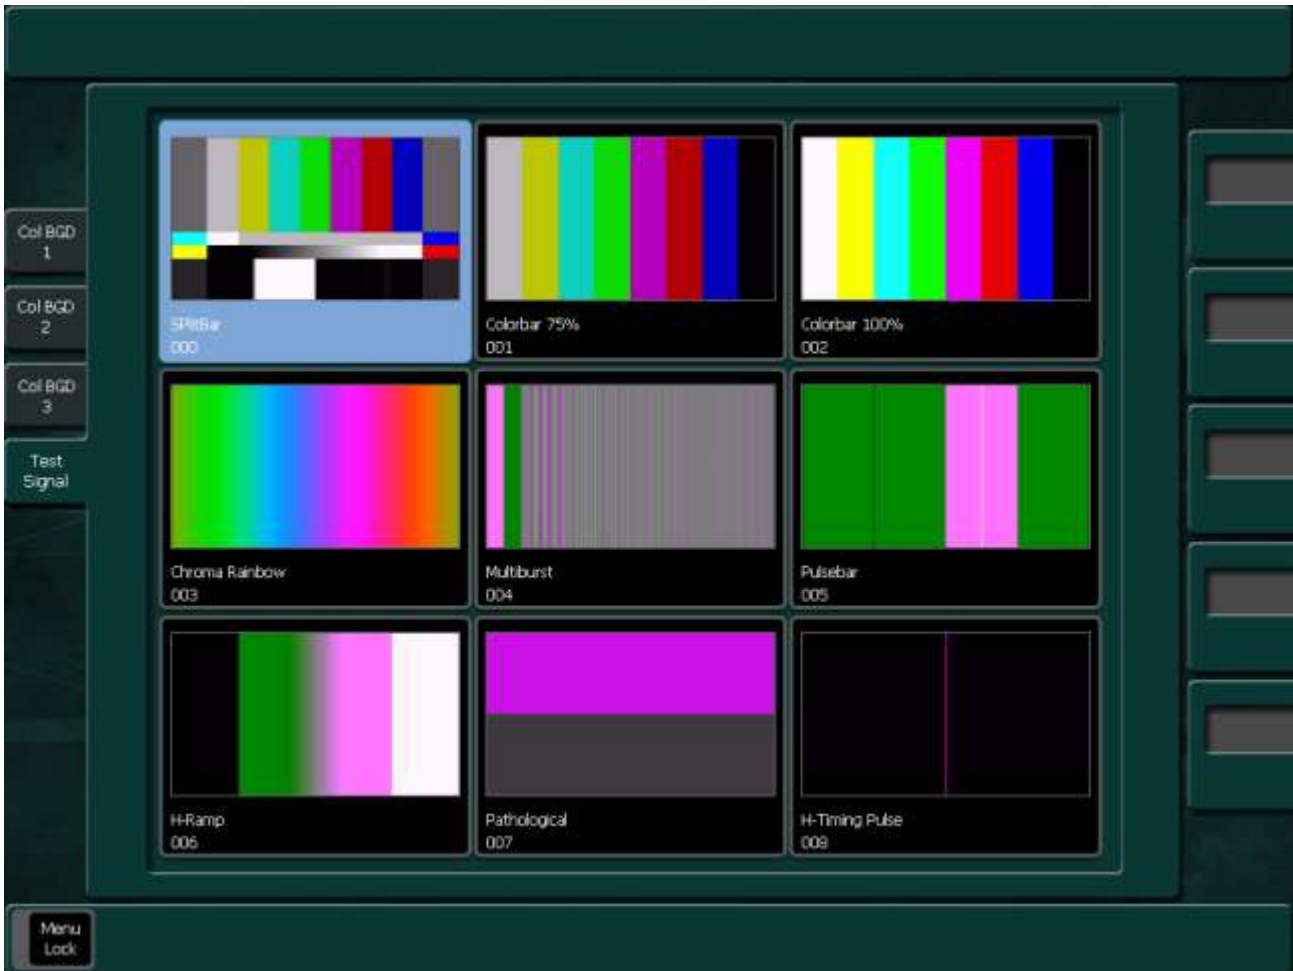 Col BGD
1
Col BGD
2
Col BGD
3
Test
Signal
SPlitBar
000
Colorbar 75%
001
Colorbar 100%
002
Chroma Rainbow
003
Multiburst
004
Pulsebar
005
H-Ramp
006
Pathological
007
H-Timing Pulse
008
Menu
Lock